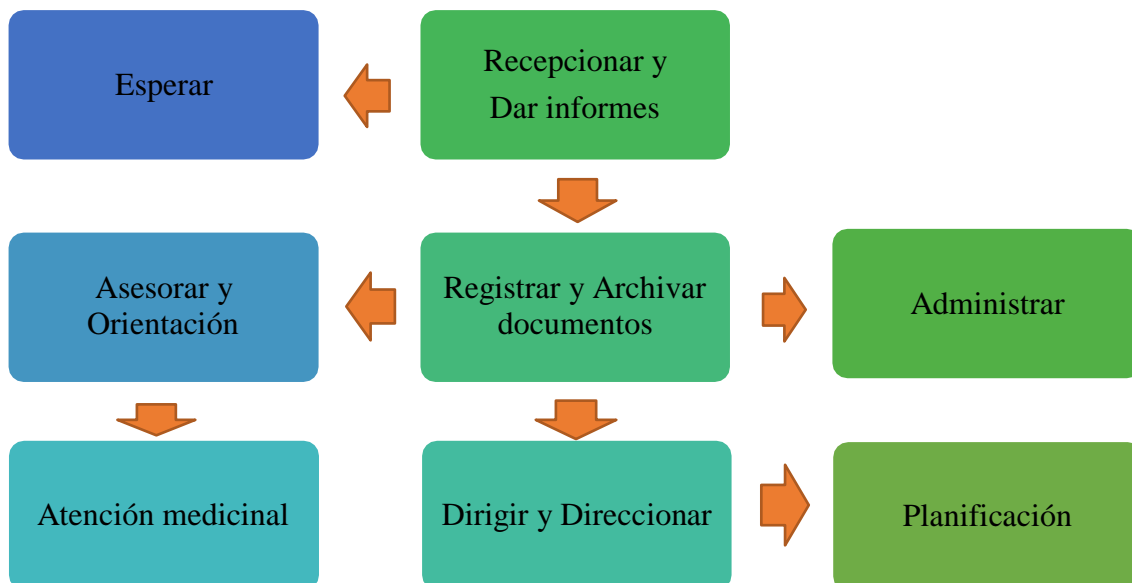 Esperar
Recepcionar y
Dar informes
Asesorar y
Orientación
Registrar y Archivar
documentos
Administrar
Atención medicinal
Dirigir y Direccionar
Planificación